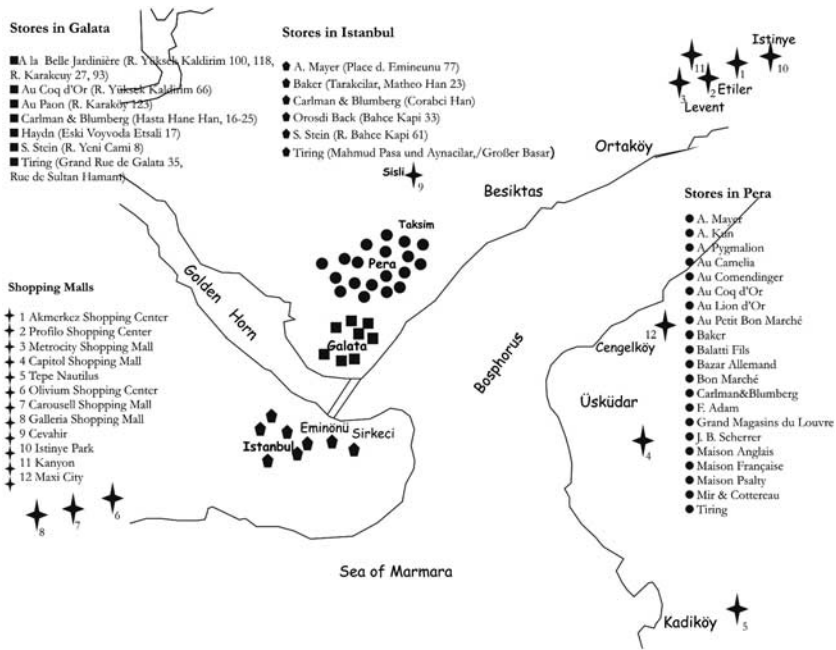 Stores in Galata
A la Belle Jardinière (R. Yüksek Kaldirim 100, 118,
R. Karakeuy 27, 93)
Au Coq d'Or (R. Yüksek Kaldirim 66)
Au Paon (R. Karaköy 123)
Carlman & Blumberg (Hasta Hane Han, 16-25)
Haydn (Eski Voyvoda Etsali 17)
S. Stein (R. Yeni Cami 8)
Tiring (Grand Rue de Galata 35,
Rue de Sultan Hamam)
Stores in Istanbul
A. Mayer (Place d. Emineunu 77)
Baker (Tarakcilar, Matheo Han 23)
Carlman & Blumberg (Corabci Han)
Orosdi Back (Bahce Kapi 33)
S. Stein (R. Bahce Kapi 61)
Tiring (Mahmud Pasa und Aynacilar,/Großer Basar)
Sisli
9
Istinye
11
1
10
3
2
Etiler
Levent
Ortaköy
Besiktas
Taksim
Pera
Golden Horn
Galata
Bosphorus
Stores in Pera
A. Mayer
A. Kun
A. Pygmalion
Au Camelia
Au Comendinger
Au Coq d'Or
Au Lion d'Or
Au Petit Bon Marché
Baker
Balatti Fils
Bazar Allemand
Bon Marché
Carlman&Blumberg
F. Adam
Grand Magasins du Louvre
J. B. Scherrer
Maison Anglais
Maison Française
Maison Psalty
Mir & Cottereau
Tiring
Shopping Malls
1 Akmerkez Shopping Center
2 Profilo Shopping Center
3 Metrocity Shopping Mall
4 Capitol Shopping Mall
5 Tepe Nautilus
6 Olivium Shopping Center
7 Carousell Shopping Mall
8 Galleria Shopping Mall
9 Cevahir
10 Istinye Park
11 Kanyon
12 Maxi City
12
Cengelköy
Üsküdar
4
Eminönü
Sirkeci
Istanbul
8
7
6
Sea of Marmara
Kadiköy
5